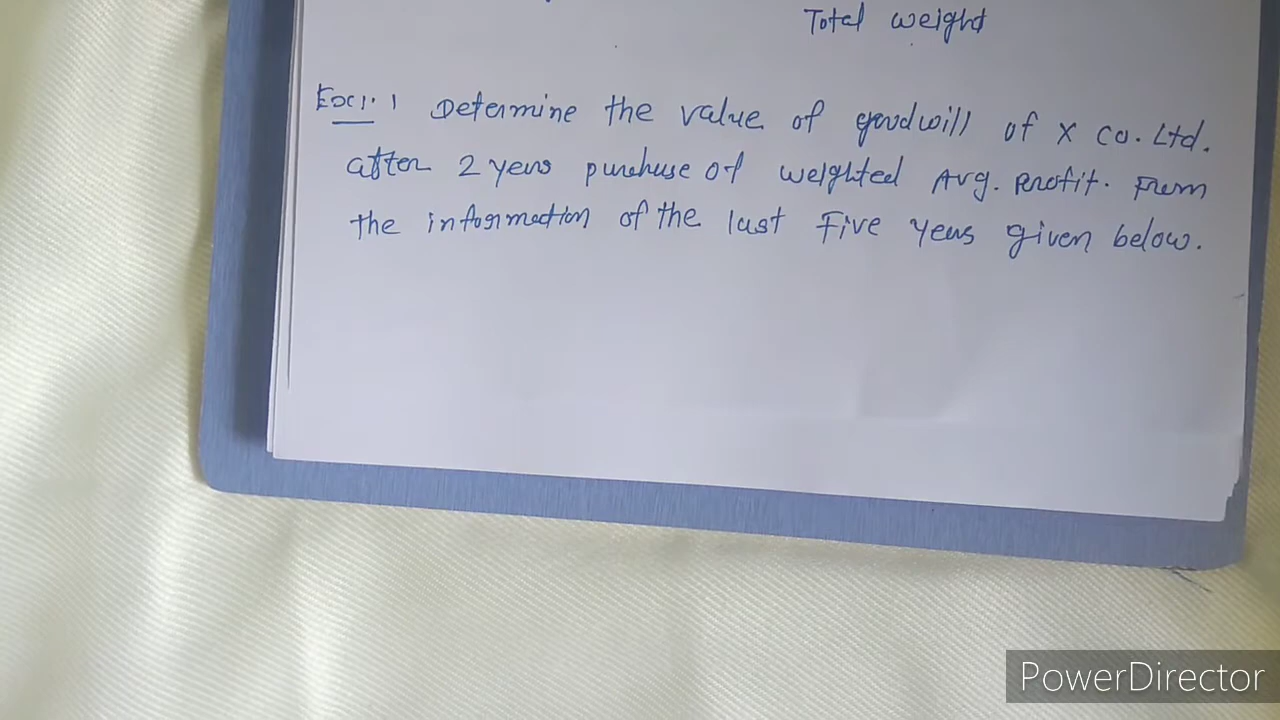 Total weight
Ex1.1 Determine the value of goodwill of X Co. Ltd.
after 2 years purchase of weighted Avg. Profit. From
the information of the last Five years given below.
PowerDirector